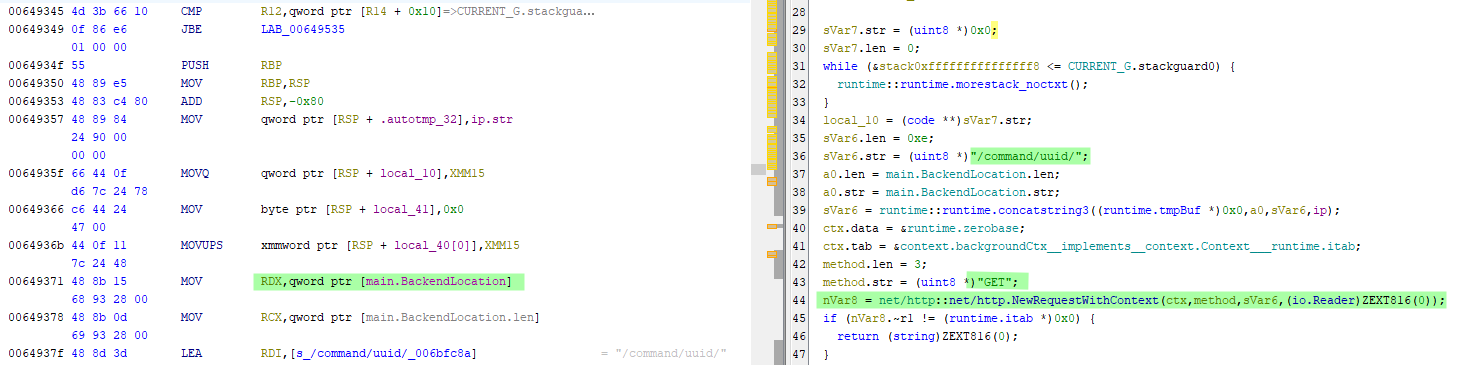 00649345 4d 3b 66 10 CMP R12,qword ptr [R14 + 0x10]=>CURRENT_G.stackgua...
00649349 0f 86 e6 JBE LAB_00649535
01 00 00
0064934f 55 PUSH RBP
00649350 48 89 e5 MOV RBP,RSP
00649353 48 83 c4 80 ADD RSP,-0x80
00649357 48 89 84 MOV qword ptr [RSP + .autotmp_32],ip.str
24 90 00
00 00
0064935f 66 44 0f MOVQ qword ptr [RSP + local_10],XMM15
d6 7c 24 78
00649366 c6 44 24 MOV byte ptr [RSP + local_41],0x0
47 00
0064936b 44 0f 11 MOVUPS xmmword ptr [RSP + local_40[0]],XMM15
7c 24 48
00649371 48 8b 15 MOV RDX,qword ptr [main.BackendLocation]
68 93 28 00
00649378 48 8b 0d MOV RCX,qword ptr [main.BackendLocation.len]
69 93 28 00
0064937f 48 8d 3d LEA RDI,[s_/command/uuid/_006bfc8a] = "/command/uuid/"
28
29 sVar7.str = (uint8 *)0x0;
30 sVar7.len = 0;
31 while (&stack0xfffffffffffffff8 <= CURRENT_G.stackguard0) {
32 runtime::runtime.morestack_noctxt();
33 }
34 local_10 = (code **)sVar7.str;
35 sVar6.len = 0xe;
36 sVar6.str = (uint8 *)"/command/uuid/";
37 a0.len = main.BackendLocation.len;
38 a0.str = main.BackendLocation.str;
39 sVar6 = runtime::runtime.concatstring3((runtime.tmpBuf *)0x0,a0,sVar6,ip);
40 ctx.data = &runtime.zerobase;
41 ctx.tab = &context.backgroundCtx__implements__context.Context___runtime.itab;
42 method.len = 3;
43 method.str = (uint8 *)"GET";
44 nVar8 = net/http::net/http.NewRequestWithContext(ctx,method,sVar6,(io.Reader)ZEXT816(0));
45 if (nVar8.~r1 != (runtime.itab *)0x0) {
46 return (string)ZEXT816(0);
47 }